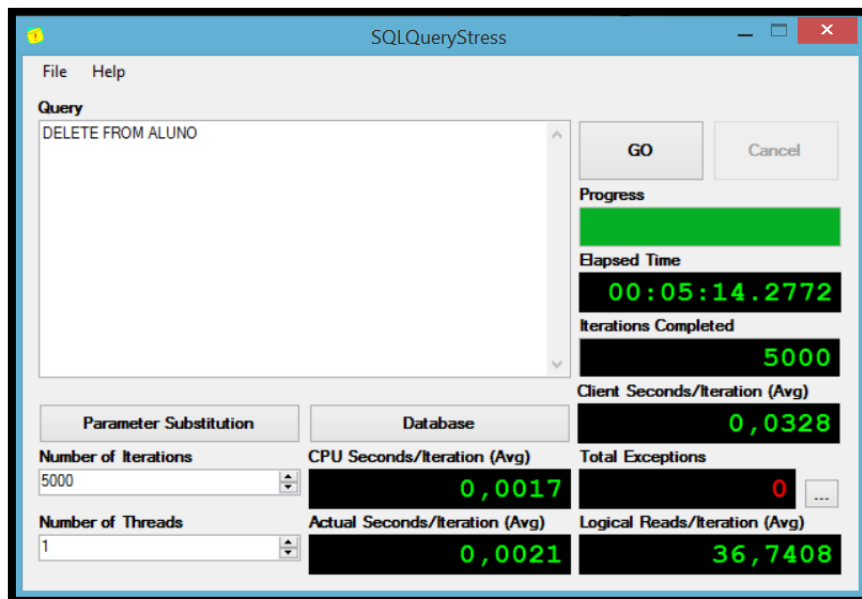 SQLQueryStress
File Help
Query
DELETE FROM ALUNO
GO
Cancel
Progress
Elapsed Time
00:05:14.2772
Iterations Completed
5000
Client Seconds/Iteration (Avg)
0,0328
Parameter Substitution
Database
Number of Iterations
5000
CPU Seconds/Iteration (Avg)
0,0017
Total Exceptions
0
...
Number of Threads
1
Actual Seconds/Iteration (Avg)
0,0021
Logical Reads/Iteration (Avg)
36,7408